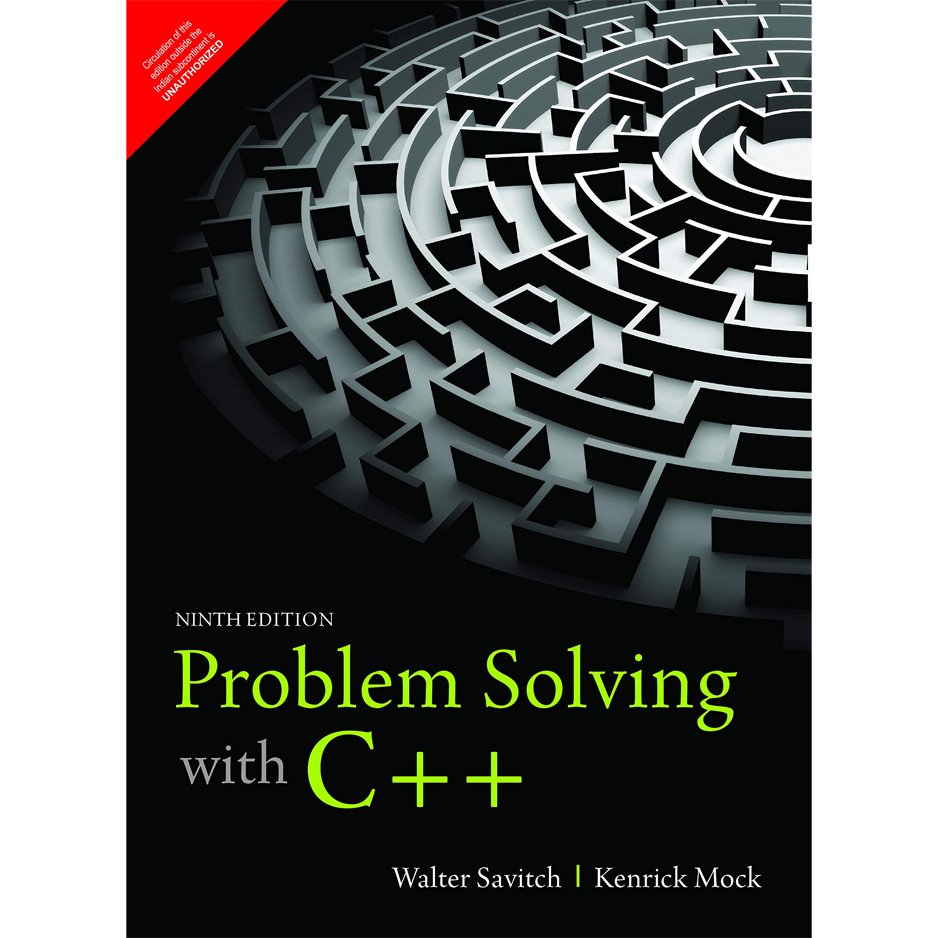 Circulation of this
edition outside the
Indian subcontinent is
UNAUTHORIZED
NINTH EDITION
Problem Solving
with C++
Walter Savitch | Kenrick Mock